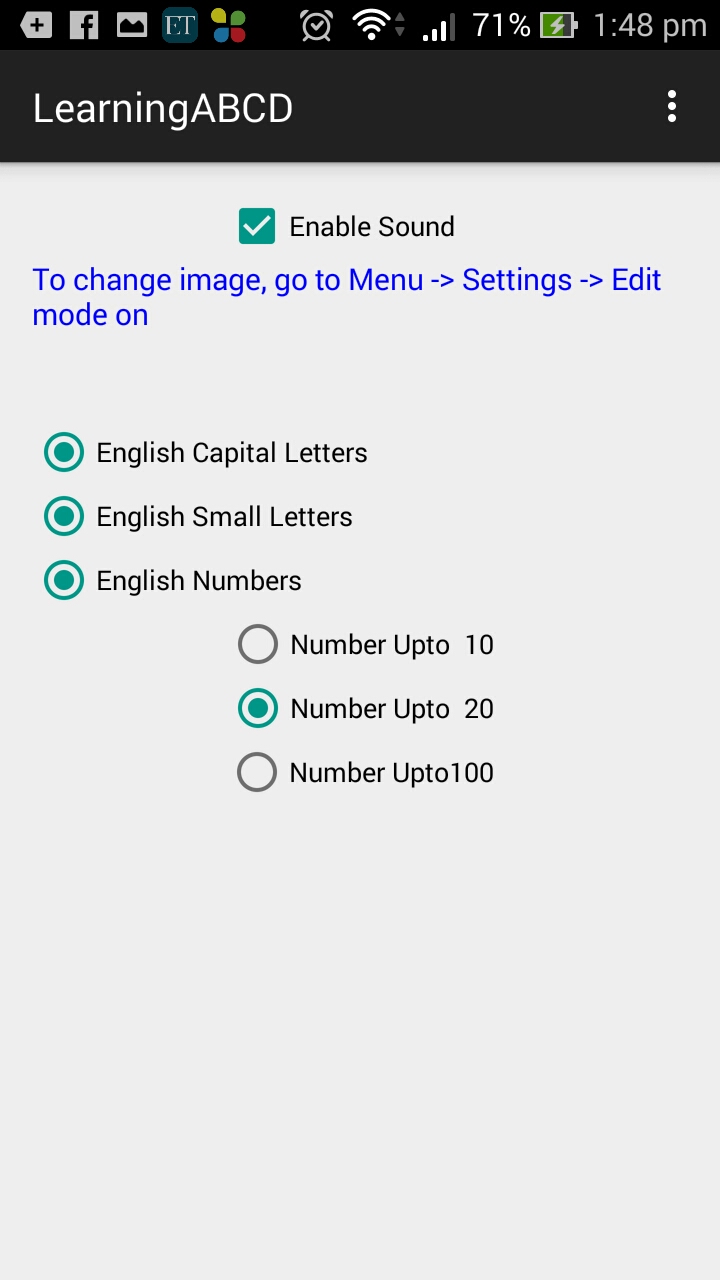 ET 71% 1:48 pm
LearningABCD
Enable Sound
To change image, go to Menu -> Settings -> Edit
mode on
English Capital Letters
English Small Letters
English Numbers
Number Upto  10
Number Upto  20
Number Upto100